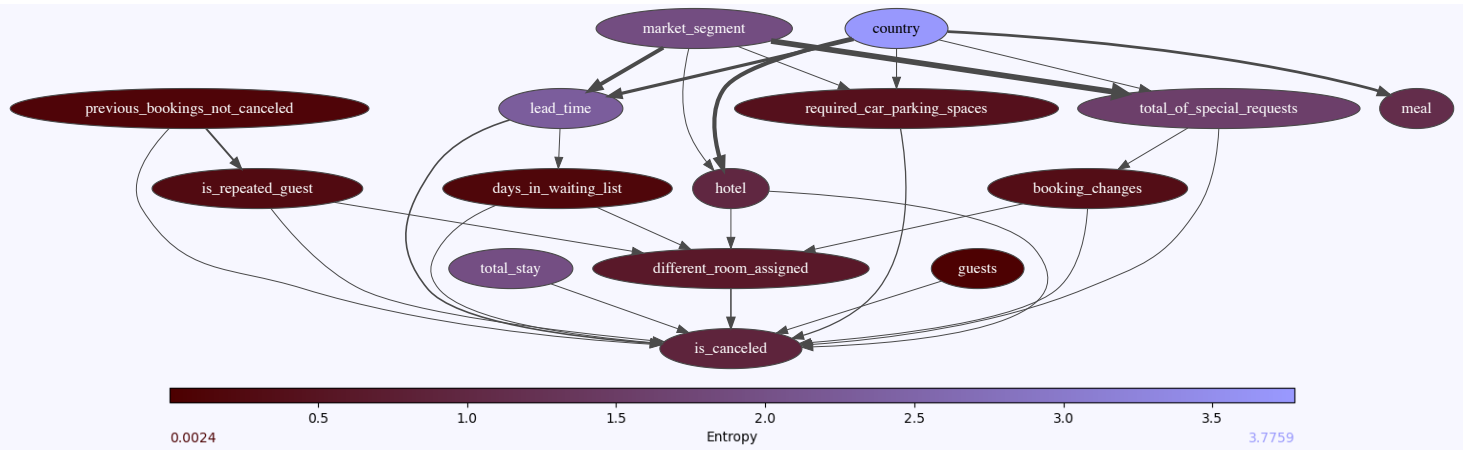 market_segment country
previous_bookings_not_canceled lead_time required_car_parking_spaces total_of_special_requests meal
is_repeated_guest days_in_waiting_list hotel booking_changes
total_stay different_room_assigned guests
is_canceled
0.5 1.0 1.5 2.0 2.5 3.0 3.5
0.0024 Entropy 3.7759